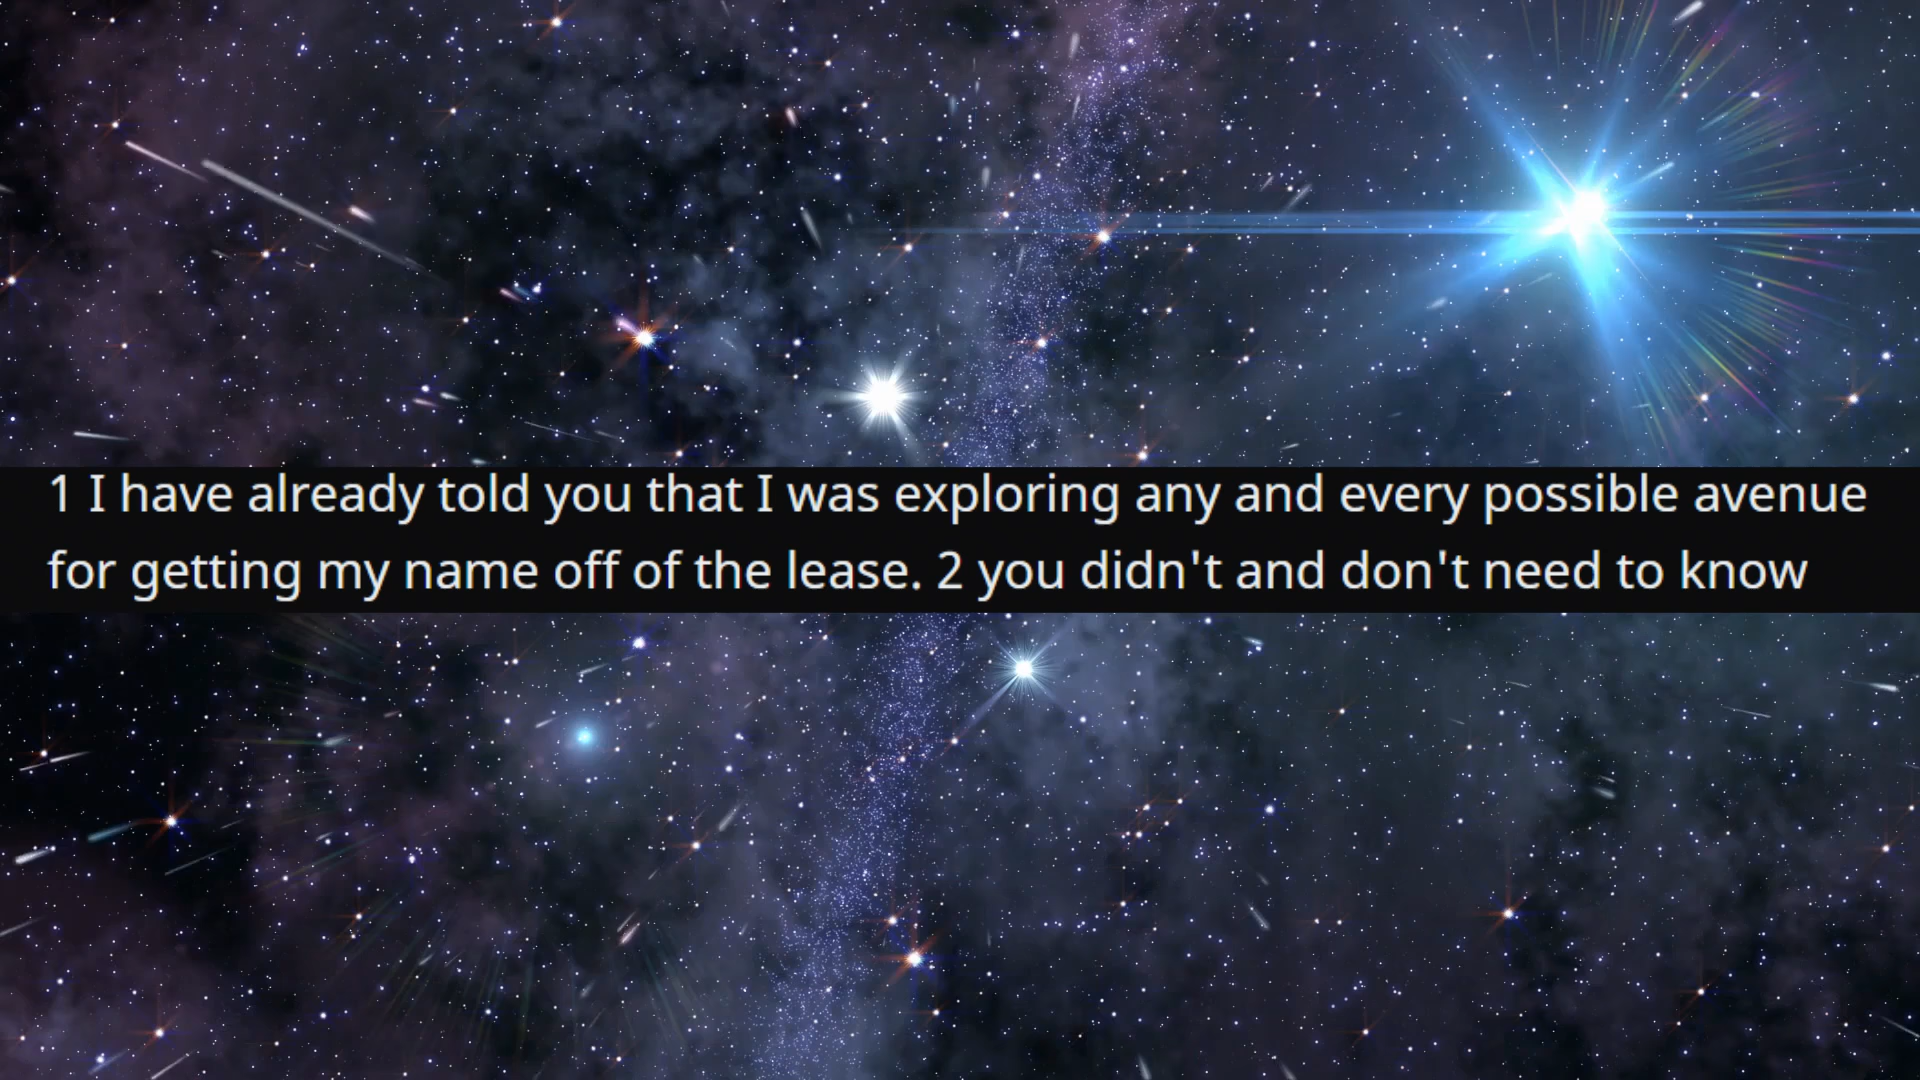 1 I have already told you that I was exploring any and every possible avenue
for getting my name off of the lease. 2 you didn't and don't need to know